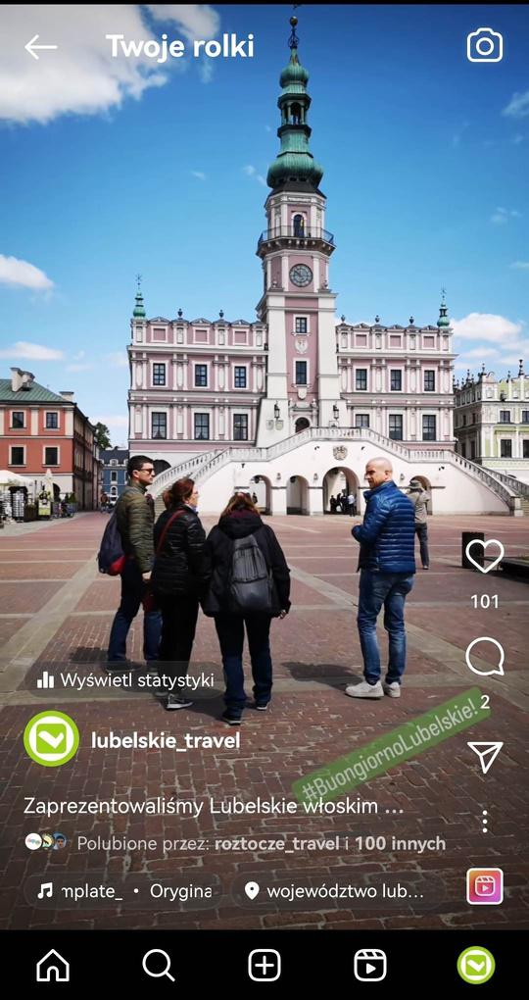 Twoje rolki
101
Wyświetl statystyki
2
lubelskie_travel
#BuongiornoLubelskie!
Zaprezentowaliśmy Lubelskie włoskim ...
Polubione przez: roztocze_travel i 100 innych
mplate_ • Orygina
województwo lub...